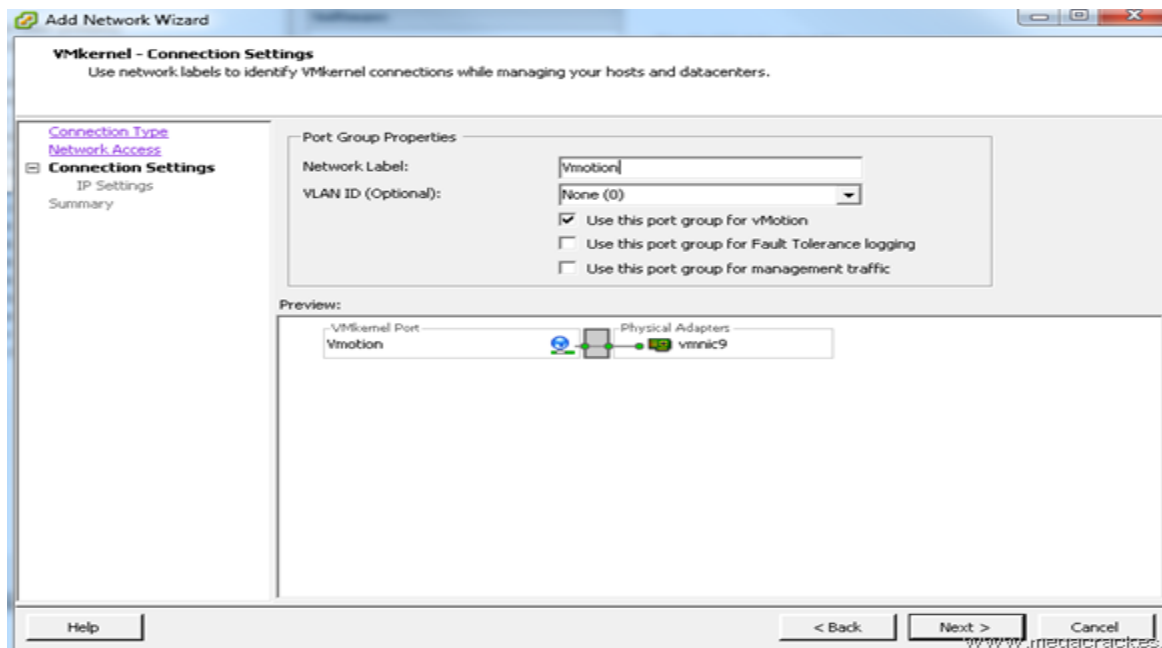 Add Network Wizard
VMkernel - Connection Settings
Use network labels to identify VMkernel connections while managing your hosts and datacenters.
Connection Type
Network Access
Connection Settings
IP Settings
Summary
Port Group Properties
Network Label:
Vmotion
VLAN ID (Optional):
None (0)
Use this port group for vMotion
Use this port group for Fault Tolerance logging
Use this port group for management traffic
Preview:
VMkernel Port
Vmotion
Physical Adapters
vmnic9
Help
< Back
Next >
Cancel